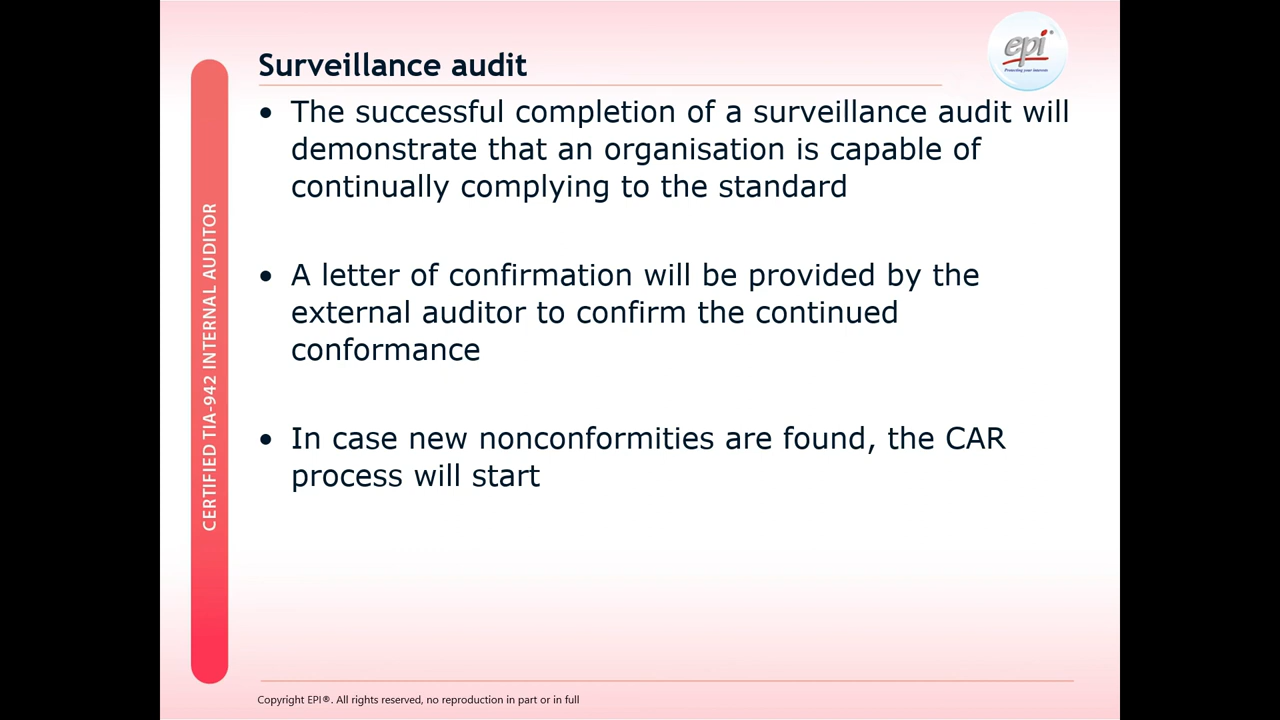 Surveillance audit
epi®
Protecting your interests
• The successful completion of a surveillance audit will
demonstrate that an organisation is capable of
continually complying to the standard
• A letter of confirmation will be provided by the
external auditor to confirm the continued
conformance
• In case new nonconformities are found, the CAR
process will start
CERTIFIED TIA-942 INTERNAL AUDITOR
Copyright EPI®. All rights reserved, no reproduction in part or in full